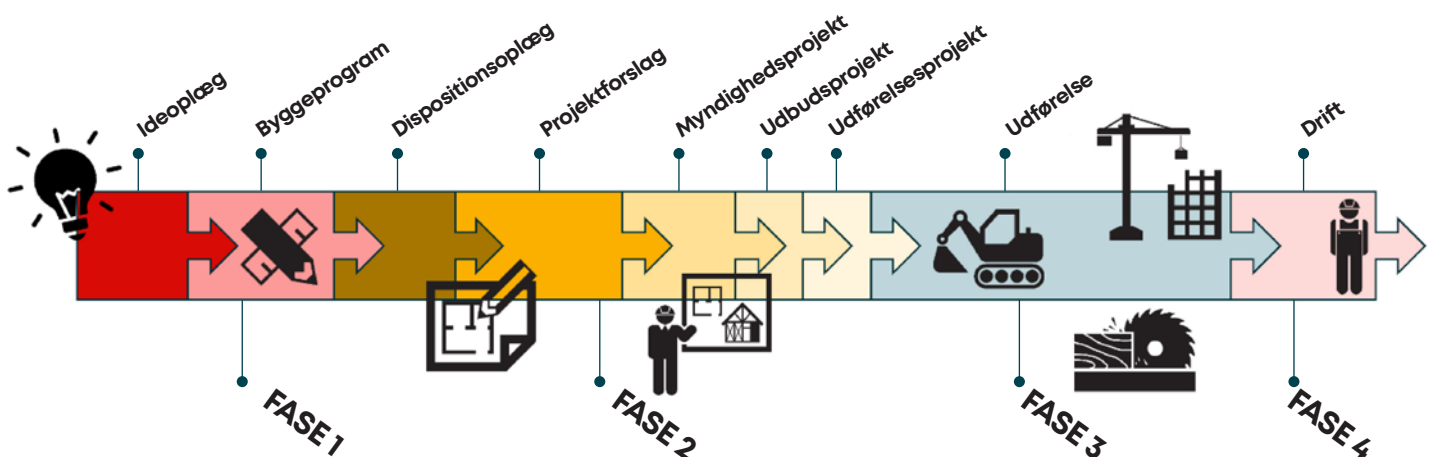 Ideoplæg
Byggeprogram
Dispositionsoplæg
Projektforslag
Myndighedsprojekt
Udbudsprojekt
Udførelsesprojekt
Udførelse
Drift
FASE 1
FASE 2
FASE 3
FASE 4